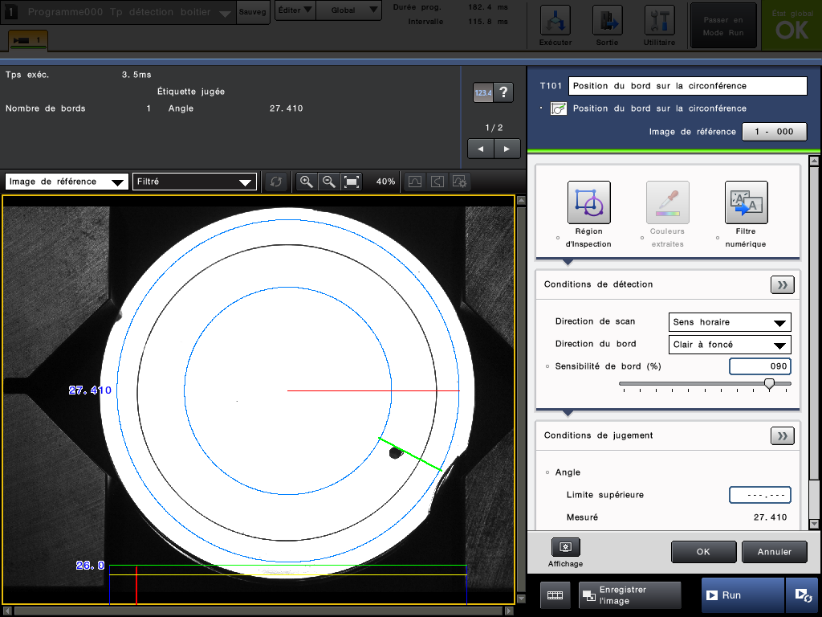 1 Programme000 Tp détection boitier Sauveg Éditer Global Durée prog. 162.4 ms
Intervalle 115.8 ms
Exécuter Sortie Utilitaire
Passer en
Mode Run
État global
OK
1
Tps exéc. 3.5ms
Étiquette jugée
Nombre de bords 1 Angle 27.410
123.4 ?
1/2
T101 Position du bord sur la circonférence
Position du bord sur la circonférence
Image de référence 1 - 000
Image de référence Filtré 40%
Région
d'Inspection
Couleurs
extraites
Filtre
numérique
Conditions de détection
Direction de scan Sens horaire
Direction du bord Clair à foncé
Sensibilité de bord (%) 090
Conditions de jugement
Angle
Limite supérieure ---.---
Mesuré 27.410
27.410
26.0
Affichage
OK Annuler
Enregistrer
l'image
Run